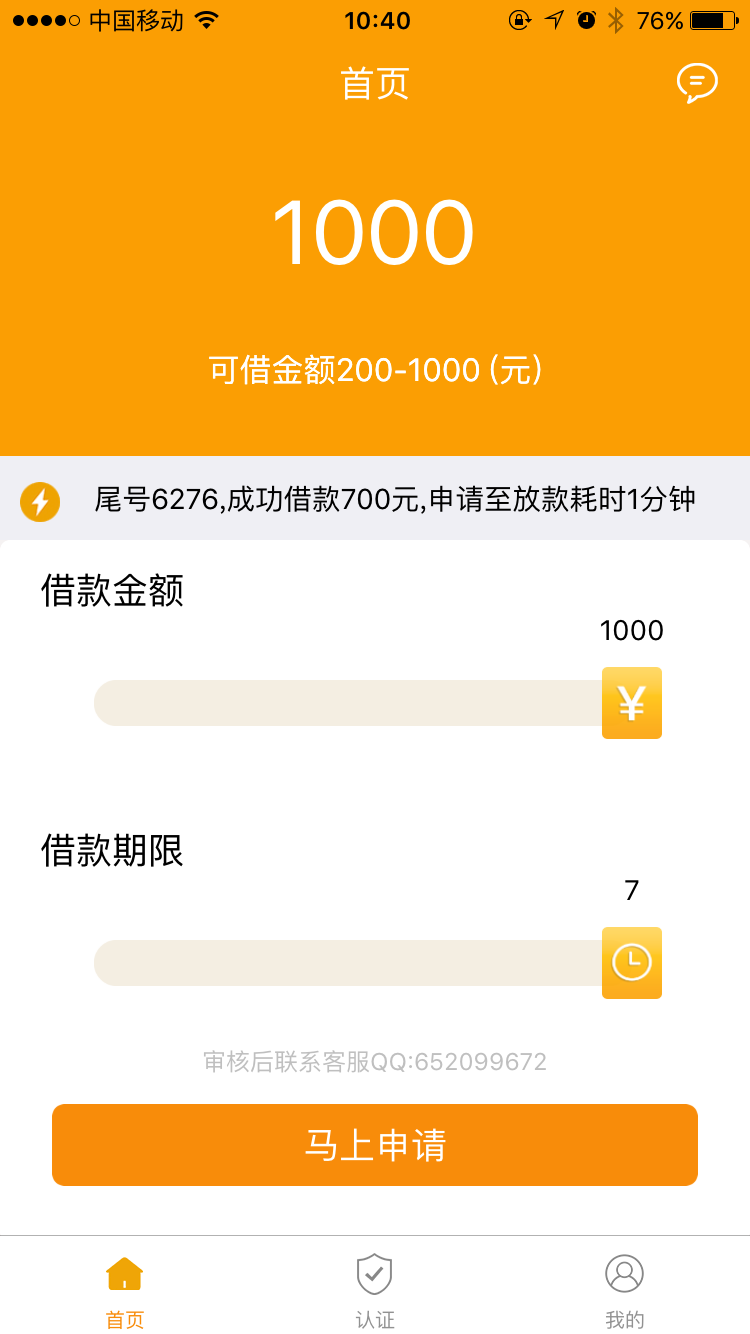 中国移动 10:40 76%
首页
1000
可借金额200-1000 (元)
尾号6276,成功借款700元,申请至放款耗时1分钟
借款金额
1000
¥
借款期限
7
审核后联系客服QQ:652099672
马上申请
首页 认证 我的